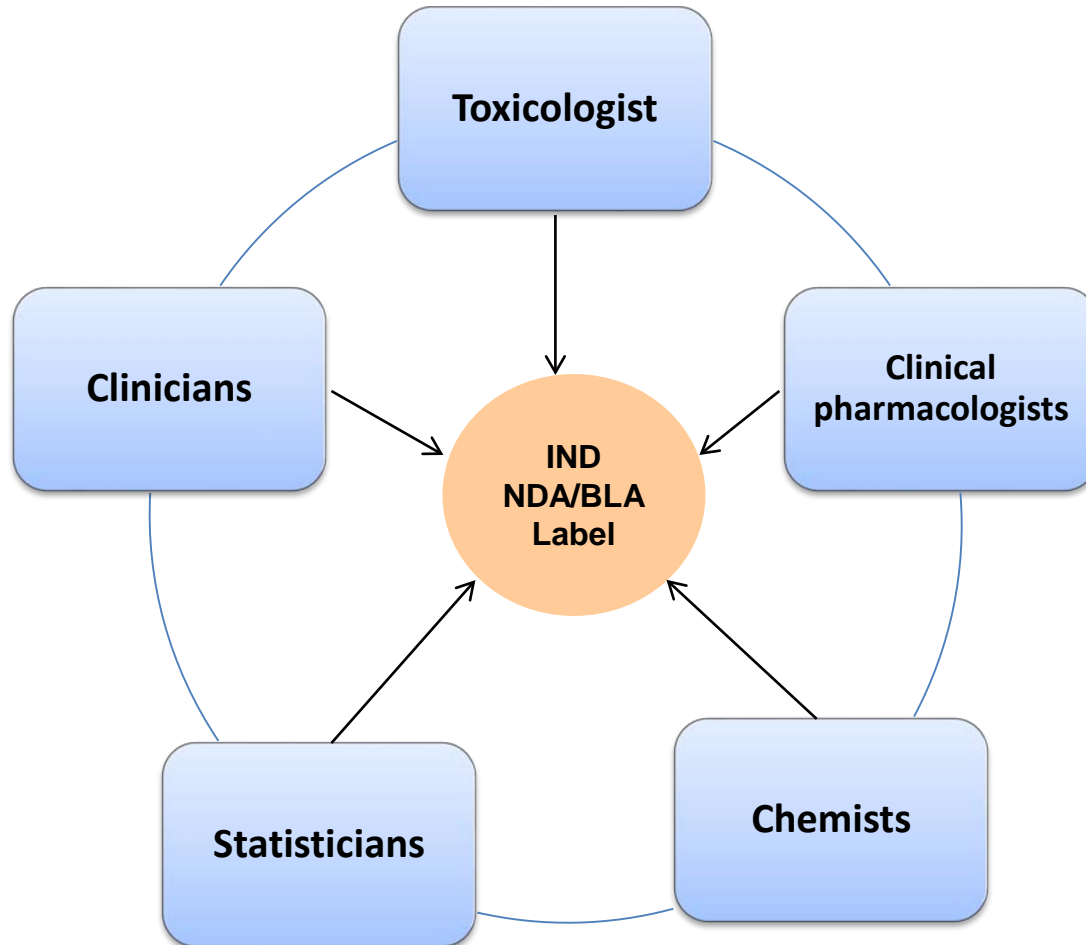 Toxicologist
Clinicians
Clinical
pharmacologists
IND
NDA/BLA
Label
Statisticians
Chemists